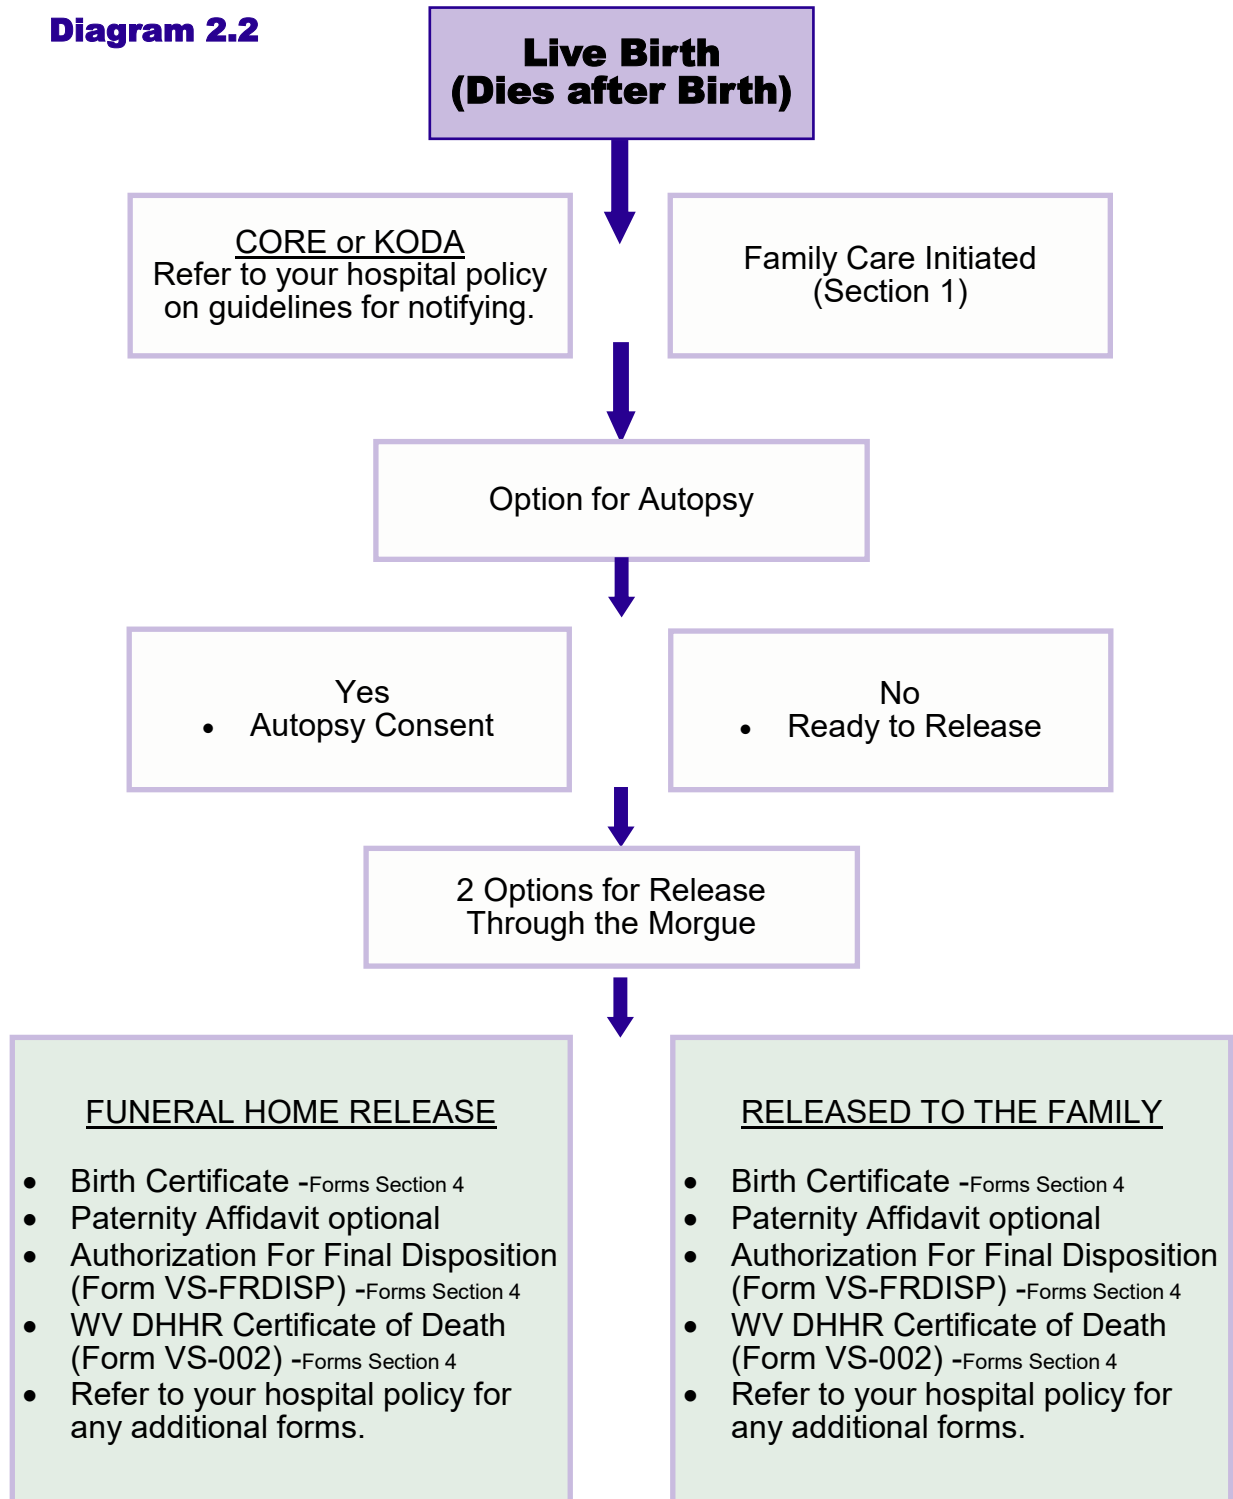 Diagram 2.2
Live Birth
(Dies after Birth)
CORE or KODA
Refer to your hospital policy
on guidelines for notifying.
Family Care Initiated
(Section 1)
Option for Autopsy
Yes
• Autopsy Consent
No
• Ready to Release
2 Options for Release
Through the Morgue
FUNERAL HOME RELEASE
• Birth Certificate -Forms Section 4
• Paternity Affidavit optional
• Authorization For Final Disposition
(Form VS-FRDISP) -Forms Section 4
• WV DHHR Certificate of Death
(Form VS-002) -Forms Section 4
• Refer to your hospital policy for
any additional forms.
RELEASED TO THE FAMILY
• Birth Certificate -Forms Section 4
• Paternity Affidavit optional
• Authorization For Final Disposition
(Form VS-FRDISP) -Forms Section 4
• WV DHHR Certificate of Death
(Form VS-002) -Forms Section 4
• Refer to your hospital policy for
any additional forms.